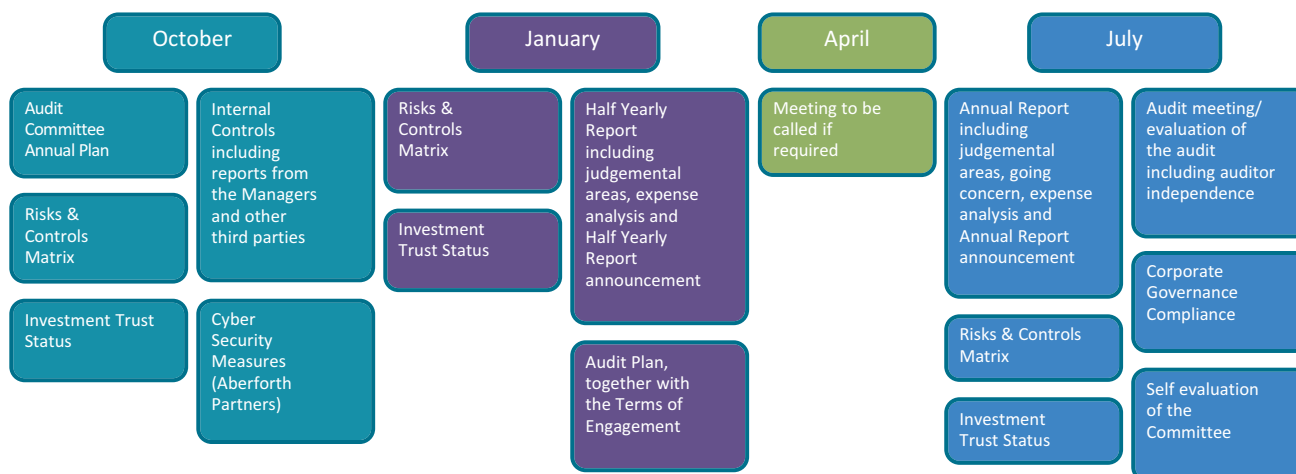 October
Audit
Committee
Annual Plan
Risks &
Controls
Matrix
Investment Trust
Status
Internal
Controls
including
reports from
the Managers
and other
third parties
Cyber
Security
Measures
(Aberforth
Partners)
January
Risks &
Controls
Matrix
Investment
Trust Status
Half Yearly
Report
including
judgemental
areas, expense
analysis and
Half Yearly
Report
announcement
Audit Plan,
together with
the Terms of
Engagement
April
Meeting to be
called if
required
July
Annual Report
including
judgemental
areas, going
concern, expense
analysis and
Annual Report
announcement
Risks & Controls
Matrix
Investment
Trust Status
Audit meeting/
evaluation of
the audit
including auditor
independence
Corporate
Governance
Compliance
Self evaluation
of the
Committee